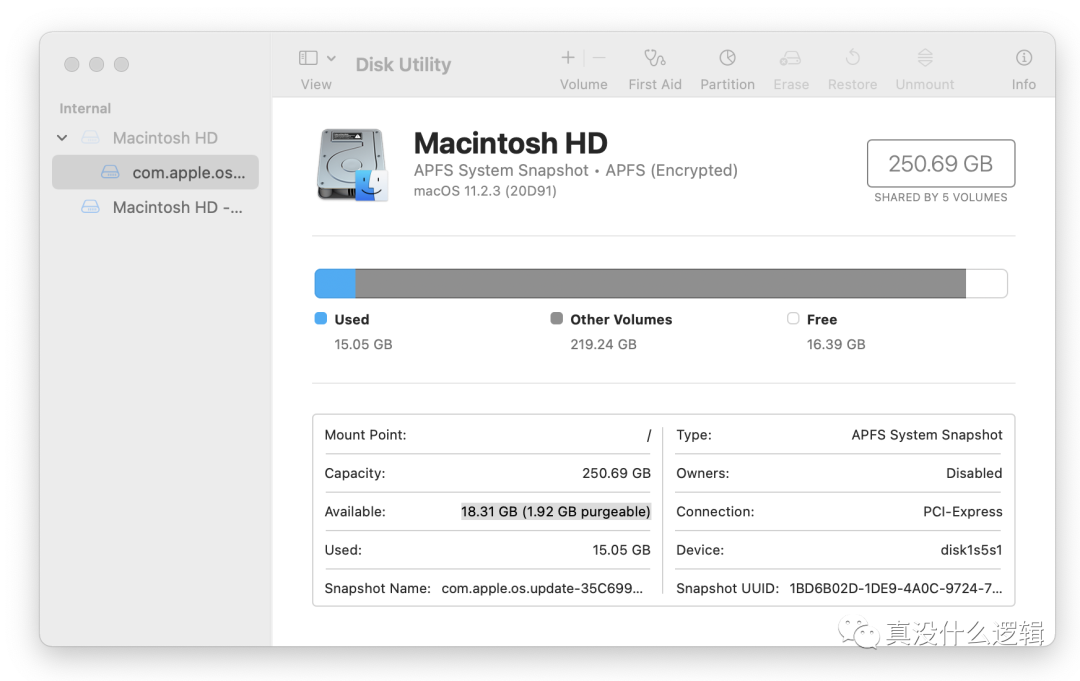 View
Disk Utility
Volume
First Aid
Partition
Erase
Restore
Unmount
Info
Internal
Macintosh HD
com.apple.os...
Macintosh HD -...
Macintosh HD
APFS System Snapshot • APFS (Encrypted)
macOS 11.2.3 (20D91)
250.69 GB
SHARED BY 5 VOLUMES
Used
15.05 GB
Other Volumes
219.24 GB
Free
16.39 GB
Mount Point: /
Capacity: 250.69 GB
Available: 18.31 GB (1.92 GB purgeable)
Used: 15.05 GB
Snapshot Name: com.apple.os.update-35C699...
Type: APFS System Snapshot
Owners: Disabled
Connection: PCI-Express
Device: disk1s5s1
Snapshot UUID: 1BD6B02D-1DE9-4A0C-9724-7...
真没什么逻辑